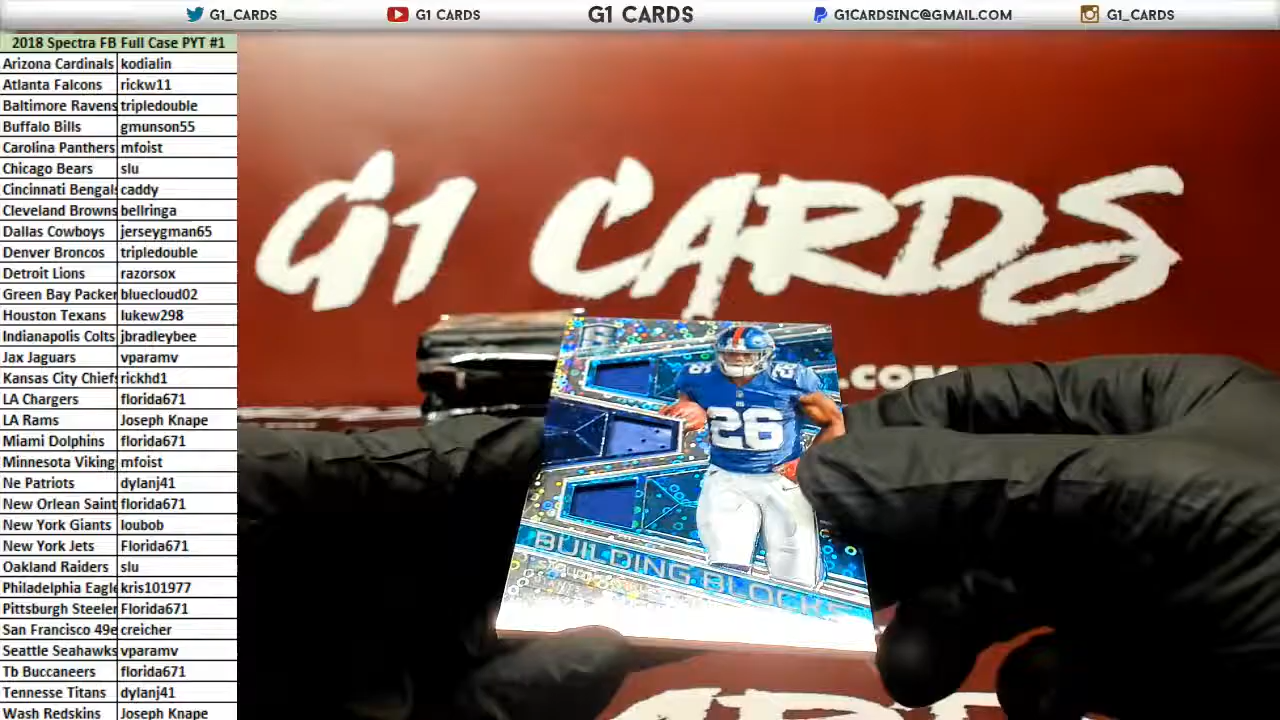 G1_CARDS G1 CARDS G1 CARDS G1CARDSINC@GMAIL.COM G1_CARDS
2018 Spectra FB Full Case PYT #1
Arizona Cardinals kodialin
Atlanta Falcons rickw11
Baltimore Ravens tripledouble
Buffalo Bills gmunson55
Carolina Panthers mfoist
Chicago Bears slu
Cincinnati Bengals caddy
Cleveland Browns bellringa
Dallas Cowboys jerseygman65
Denver Broncos tripledouble
Detroit Lions razorsox
Green Bay Packer bluecloud02
Houston Texans lukew298
Indianapolis Colts jbradleybee
Jax Jaguars vparamv
Kansas City Chiefs rickhd1
LA Chargers florida671
LA Rams Joseph Knape
Miami Dolphins florida671
Minnesota Viking mfoist
Ne Patriots dylanj41
New Orlean Saint florida671
New York Giants loubob
New York Jets Florida671
Oakland Raiders slu
Philadelphia Eagle kris101977
Pittsburgh Steeler Florida671
San Francisco 49e creicher
Seattle Seahawks vparamv
Tb Buccaneers florida671
Tennesse Titans dylanj41
Wash Redskins Joseph Knape
G1 CARDS
.COM
26
26
BUILDING BLOCKS